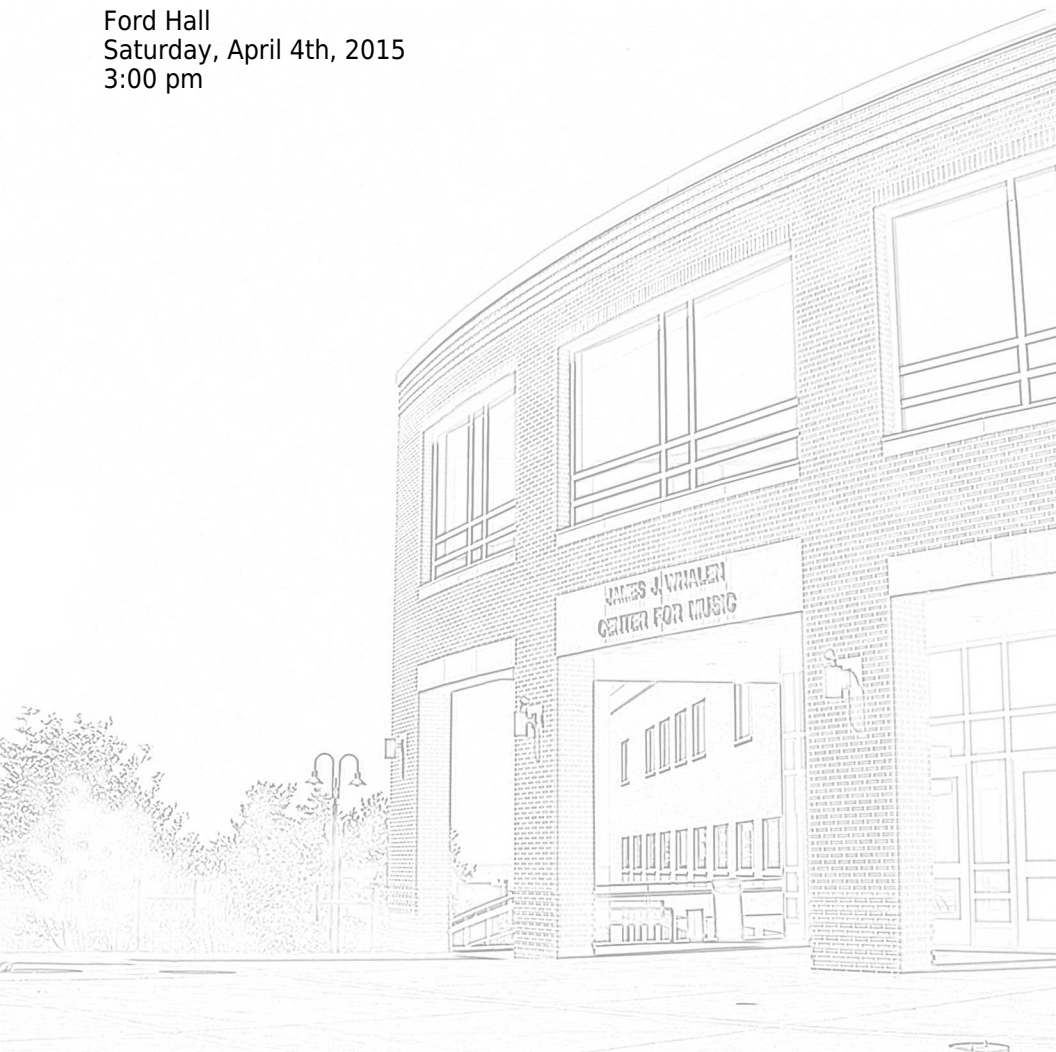 Ford Hall
Saturday, April 4th, 2015
3:00 pm
JAMES J. WHALEN
CENTER FOR MUSIC